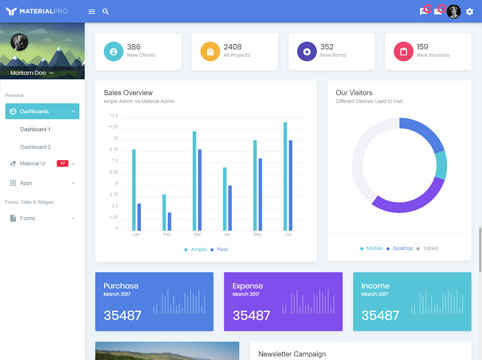 MATERIALPRO
386
New Clients
2408
All Projects
352
New Items
159
New Invoices
Markarn Doe
Personal
Dashboards
Dashboard 1
Dashboard 2
Material Ui
Apps
Forms, Table & Widgets
Forms
Sales Overview
Ample Admin Vs Material Admin
12.5
11.25
10
8.75
7.5
6.25
5
3.75
2.5
1.25
0
Jan
Feb
Mar
Apr
May
Jun
Ample
Pixel
Our Visitors
Different Devices Used to Visit
Mobile
Desktop
Tablet
Purchase
March 2017
35487
Expense
March 2017
35487
Income
March 2017
35487
Newsletter Campaign